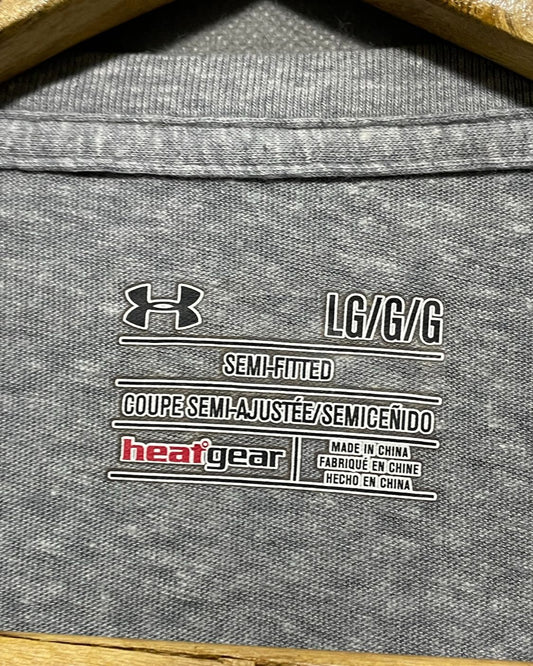 LG/G/G
SEMI-FITTED
COUPE SEMI-AJUSTÉE/SEMICEÑIDO
heatgear
MADE IN CHINA
FABRIQUÉ EN CHINE
HECHO EN CHINA